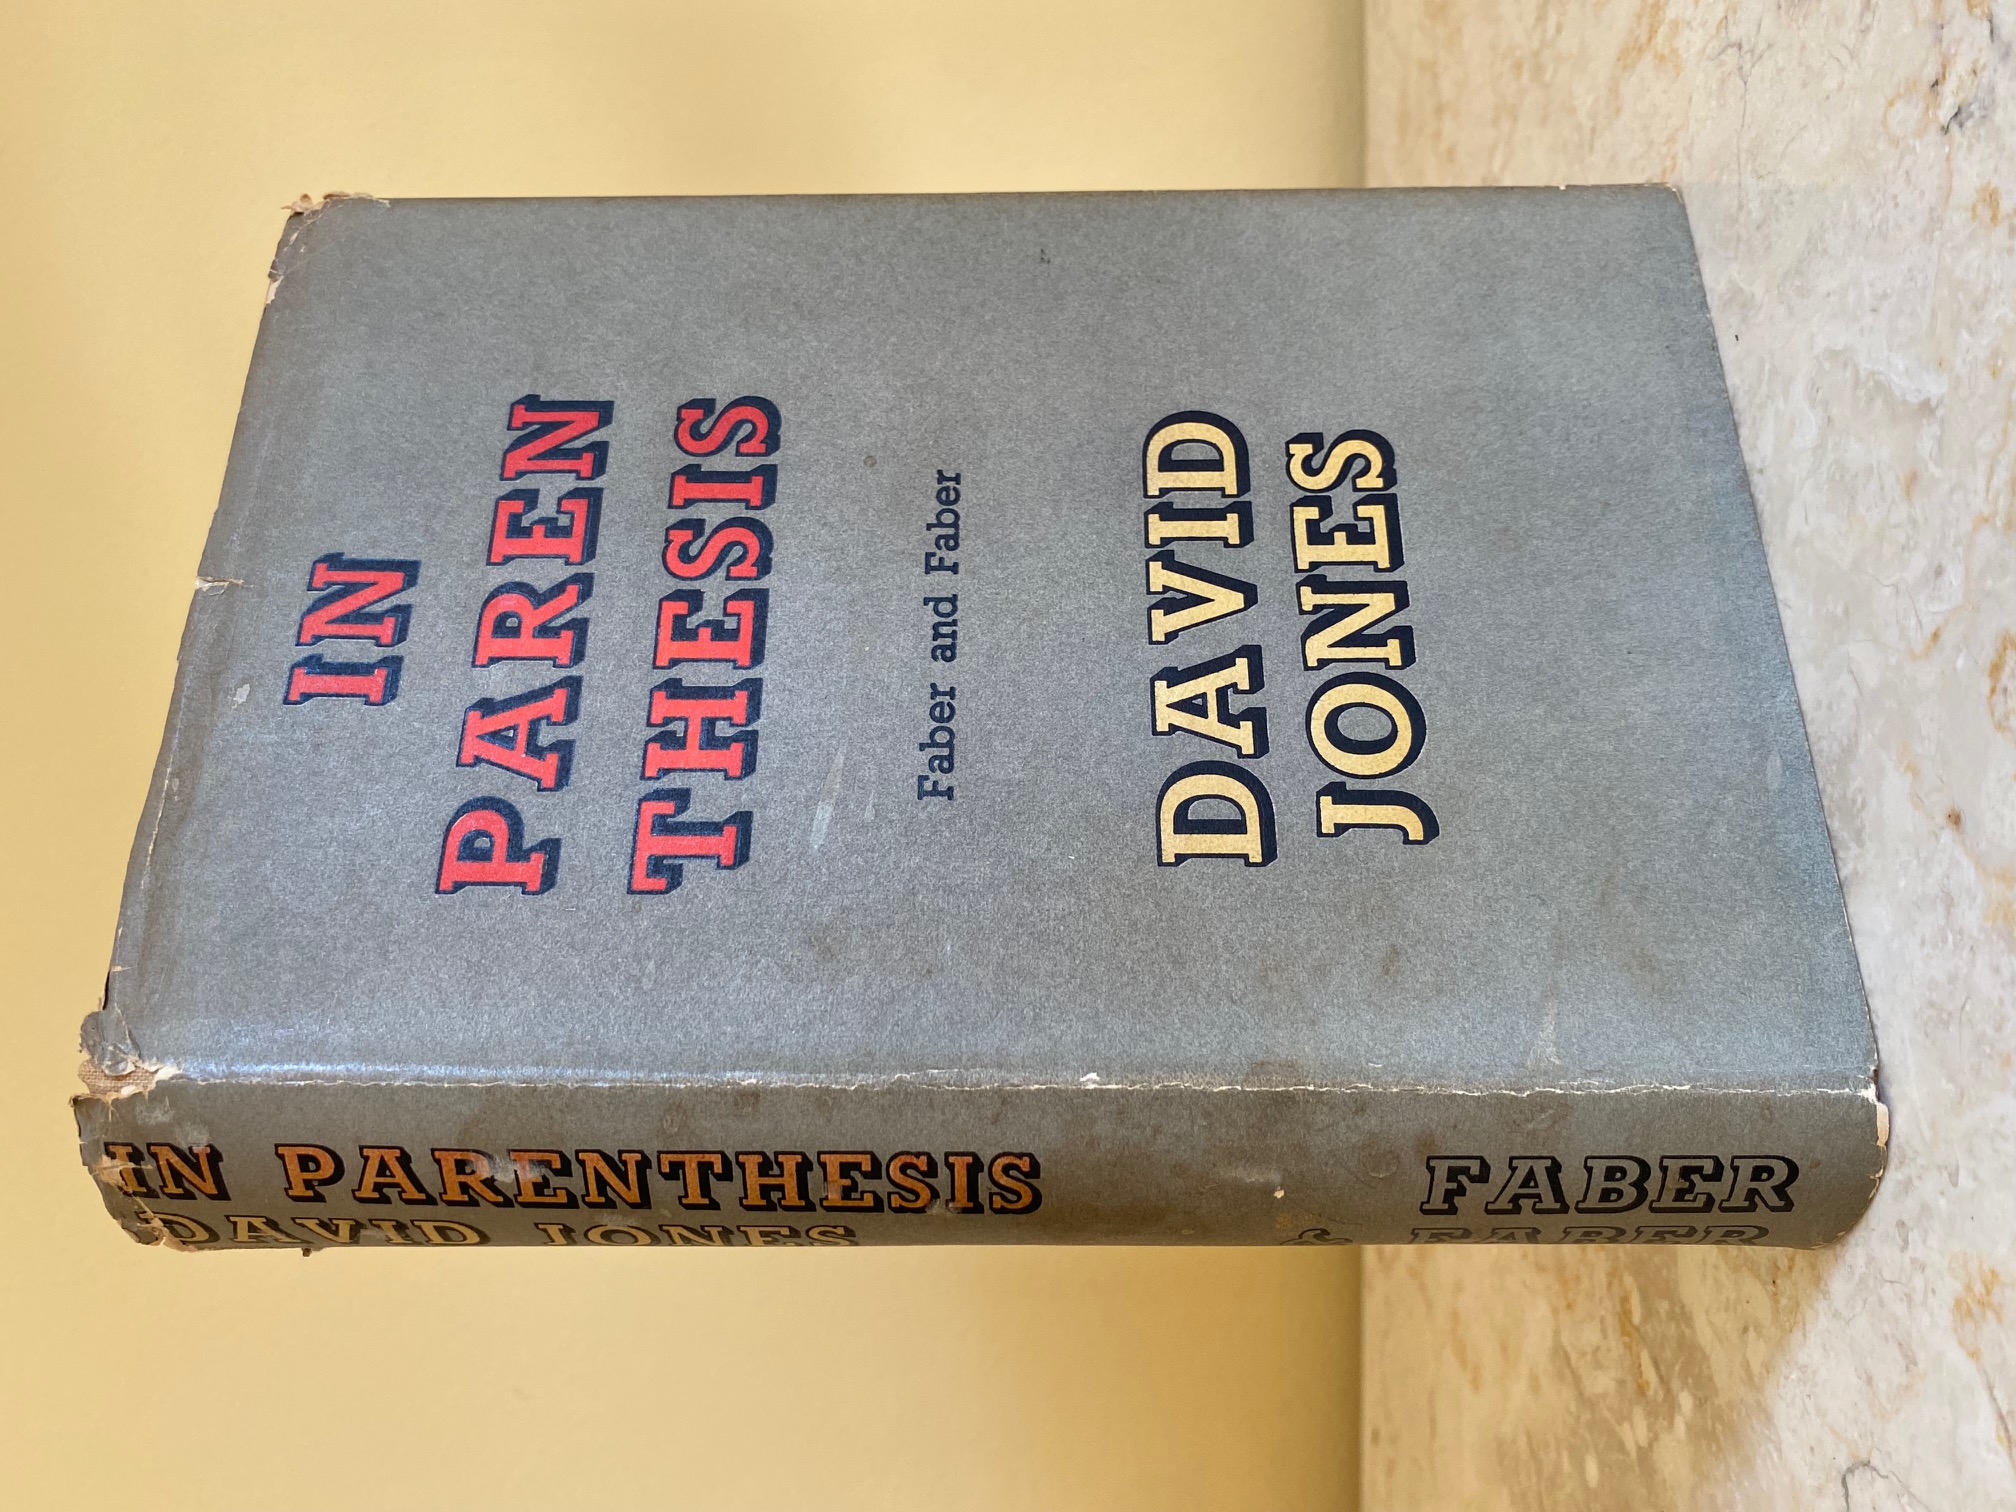 IN
PAREN
THESIS
Faber and Faber
DAVID
JONES
IN PARENTHESIS
DAVID JONES
FABER
& FABER